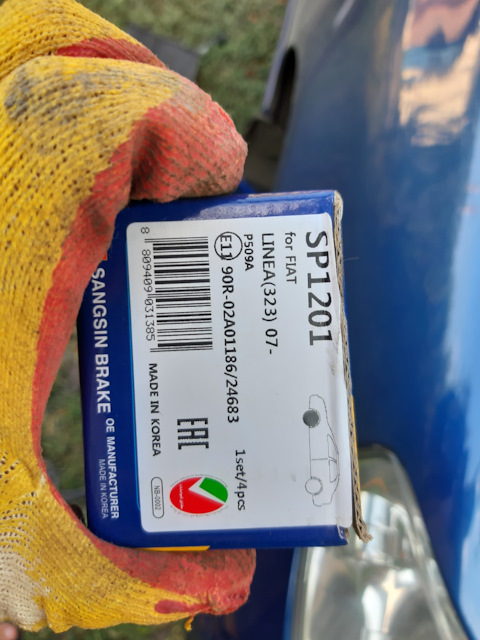 SP1201
for FIAT
LINEA(323) 07-
P509A
E11 90R-02A01186/24683
1set/4pcs
8 809409 031385
MADE IN KOREA
EAC
NB-0002
SANGSIN BRAKE OE MANUFACTURER
MADE IN KOREA